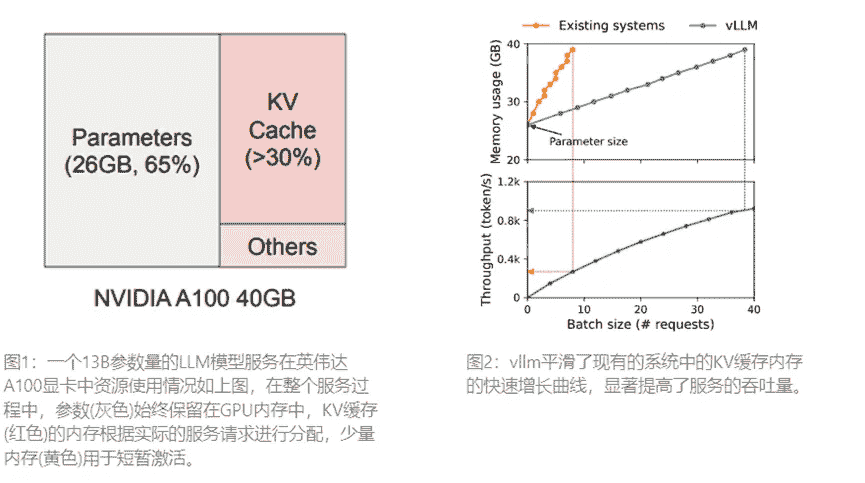 Parameters
(26GB, 65%)
KV
Cache
(>30%)
Others
NVIDIA A100 40GB
图1：一个13B参数量的LLM模型服务在英伟达
A100显卡中资源使用情况如上图，在整个服务过
程中，参数(灰色)始终保留在GPU内存中，KV缓存
(红色)的内存根据实际的服务请求进行分配，少量
内存(黄色)用于短暂激活。
Existing systems
vLLM
Memory usage (GB)
40
30
20
Parameter size
Throughput (token/s)
1.2k
0.8k
0.4k
0
0
10
20
30
40
Batch size (# requests)
图2：vllm平滑了现有的系统中的KV缓存内存
的快速增长曲线，显著提高了服务的吞吐量。